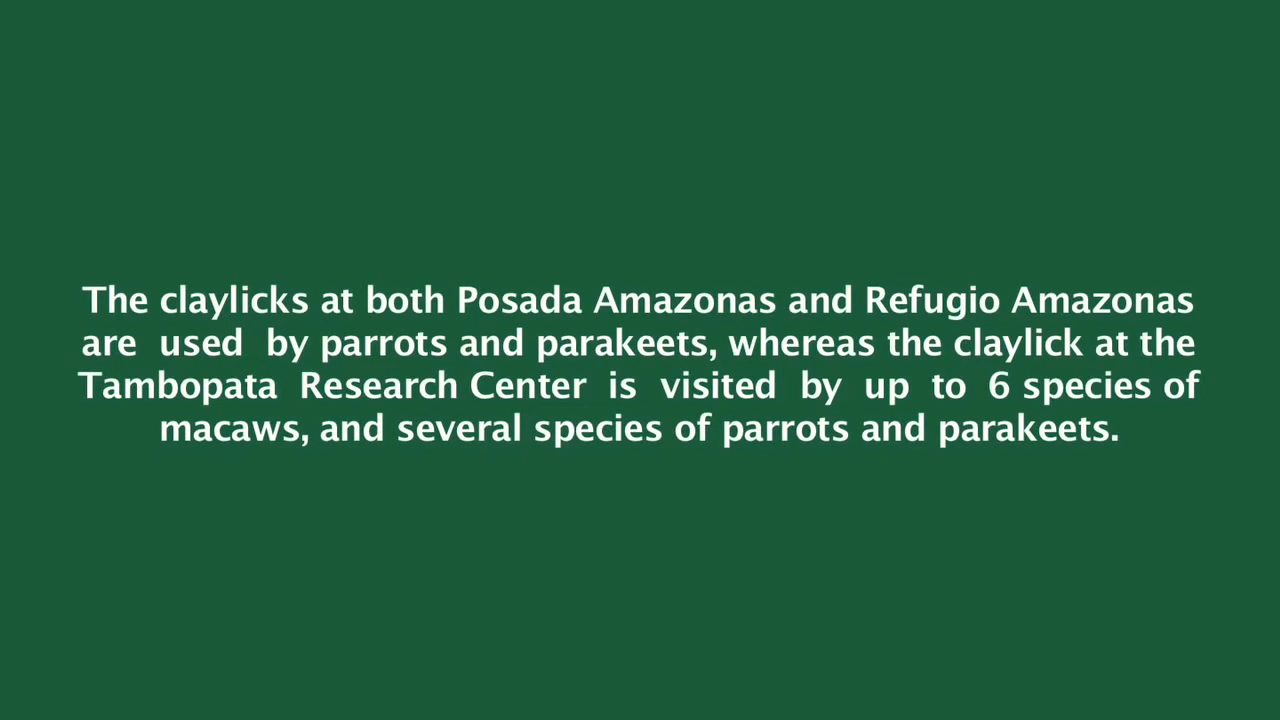 The claylicks at both Posada Amazonas and Refugio Amazonas
are used by parrots and parakeets, whereas the claylick at the
Tambopata Research Center is visited by up to 6 species of
macaws, and several species of parrots and parakeets.